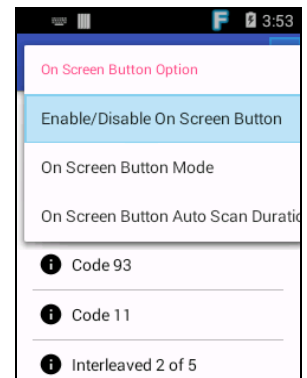 F 3:53
On Screen Button Option
Enable/Disable On Screen Button
On Screen Button Mode
On Screen Button Auto Scan Duratio
Code 93
Code 11
Interleaved 2 of 5